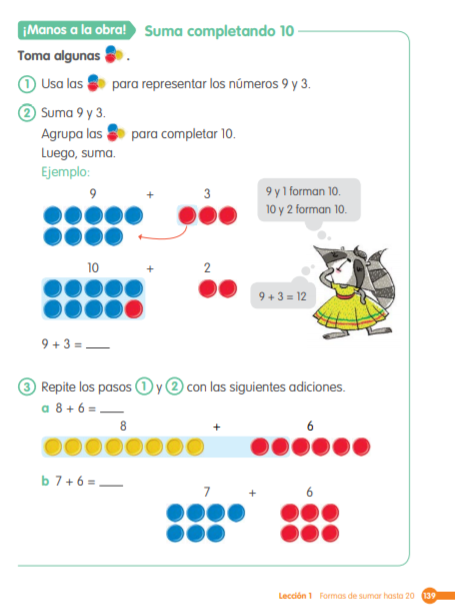 ¡Manos a la obra! Suma completando 10
Toma algunas .
1 Usa las para representar los números 9 y 3.
2 Suma 9 y 3.
Agrupa las para completar 10.
Luego, suma.
Ejemplo:
9 + 3
9 y 1 forman 10.
10 y 2 forman 10.
10 + 2
9 + 3 = 12
9 + 3 = ____
3 Repite los pasos 1 y 2 con las siguientes adiciones.
a 8 + 6 = ____
8 + 6
b 7 + 6 = ____
7 + 6
Lección 1 Formas de sumar hasta 20 139